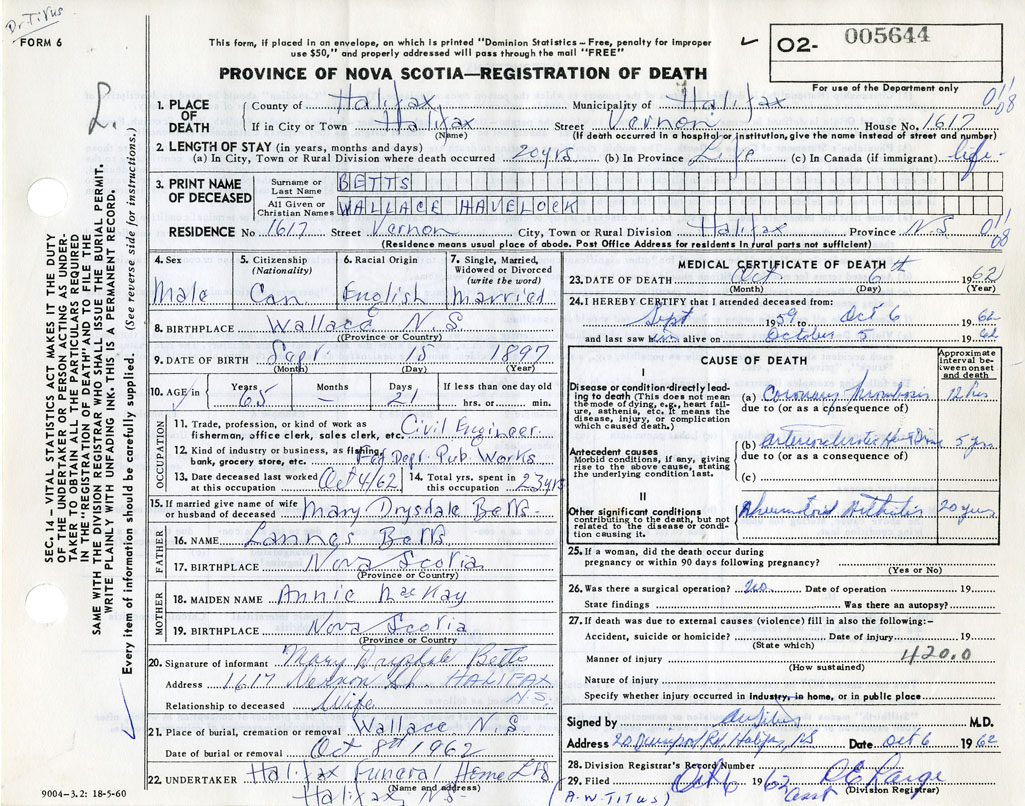 Dr. Titus
FORM 6
This form, if placed in an envelope, on which is printed "Dominion Statistics – Free, penalty for improper
use $50," and properly addressed will pass through the mail "FREE"
O2- 005644
PROVINCE OF NOVA SCOTIA—REGISTRATION OF DEATH
For use of the Department only
SEC. 14 – VITAL STATISTICS ACT MAKES IT THE DUTY
OF THE UNDERTAKER OR PERSON ACTING AS UNDER-
TAKER TO OBTAIN ALL THE PARTICULARS REQUIRED
IN THE "REGISTRATION OF DEATH" AND TO FILE THE
SAME WITH THE DIVISION REGISTRAR WHO SHALL ISSUE THE BURIAL PERMIT.
WRITE PLAINLY WITH UNFADING INK. THIS IS A PERMANENT RECORD.
Every item of information should be carefully supplied. (See reverse side for instructions.)
1. PLACE OF DEATH County of Halifax Municipality of Halifax 01/08
If in City or Town Halifax Street Vernon House No. 1617
(Name) (If death occurred in a hospital or institution, give the name instead of street and number)
2. LENGTH OF STAY (in years, months and days)
(a) In City, Town or Rural Division where death occurred 20 yrs (b) In Province Life (c) In Canada (if immigrant) life
3. PRINT NAME OF DECEASED Surname or Last Name BETTS
All Given or Christian Names WALLACE HAVELOCK
RESIDENCE No 1617 Street Vernon City, Town or Rural Division Halifax Province N.S 01/08
(Residence means usual place of abode. Post Office Address for residents in rural parts not sufficient)
4. Sex Male
5. Citizenship (Nationality) Can
6. Racial Origin English
7. Single, Married, Widowed or Divorced (write the word) Married
8. BIRTHPLACE Wallace N.S
(Province or Country)
9. DATE OF BIRTH Sept. 15 1897
(Month) (Day) (Year)
10. AGE Years 65 Months – Days 21 If less than one day old hrs. or min.
OCCUPATION
11. Trade, profession, or kind of work as
fisherman, office clerk, sales clerk, etc. Civil Engineer
12. Kind of industry or business, as fishing,
bank, grocery store, etc. Fed Dept. Pub. Works
13. Date deceased last worked at this occupation Oct 4/62 14. Total yrs. spent in this occupation 23 yrs
15. If married give name of wife
or husband of deceased Mary Drysdale Betts
FATHER
16. NAME Lannes Betts
17. BIRTHPLACE Nova Scotia
(Province or Country)
MOTHER
18. MAIDEN NAME Annie MacKay
19. BIRTHPLACE Nova Scotia
(Province or Country)
20. Signature of informant Mary Drysdale Betts
Address 1617 Vernon St. HALIFAX N.S.
Relationship to deceased Wife
21. Place of burial, cremation or removal Wallace N.S.
Date of burial or removal Oct 8th 1962
22. UNDERTAKER Halifax Funeral Home Ltd
(Name and address)
Halifax, N.S.
9004-3.2: 18-5-60
MEDICAL CERTIFICATE OF DEATH
23. DATE OF DEATH Oct 6th 1962
(Month) (Day) (Year)
24. I HEREBY CERTIFY that I attended deceased from:
Sept 1959 to Oct 6 1962
and last saw him alive on October 5 1962
CAUSE OF DEATH
Approximate interval between onset and death
I
Disease or condition directly lead-
ing to death (This does not mean
the mode of dying, e.g., heart fail-
ure, asthenia, etc. It means the
disease, injury, or complication
which caused death.)
(a) Coronary thrombosis 12 hrs
due to (or as a consequence of)
Antecedent causes
Morbid conditions, if any, giving
rise to the above cause, stating
the underlying condition last.
(b) arteriosclerotic 5 yrs
due to (or as a consequence of)
(c)
II
Other significant conditions
contributing to the death, but not
related to the disease or condi-
tion causing it.
Rheumatoid Arthritis 20 yrs
25. If a woman, did the death occur during
pregnancy or within 90 days following pregnancy?
(Yes or No)
26. Was there a surgical operation? no. Date of operation 19
State findings Was there an autopsy?
27. If death was due to external causes (violence) fill in also the following:–
Accident, suicide or homicide? Date of injury 19
(State which)
Manner of injury 420.0
(How sustained)
Nature of injury
Specify whether injury occurred in industry, in home, or in public place
Signed by M.D.
Address Halifax, NS Date Oct 6 1962
28. Division Registrar's Record Number
29. Filed Oct 6 1962
asst (Division Registrar)
(A. W. TITUS)